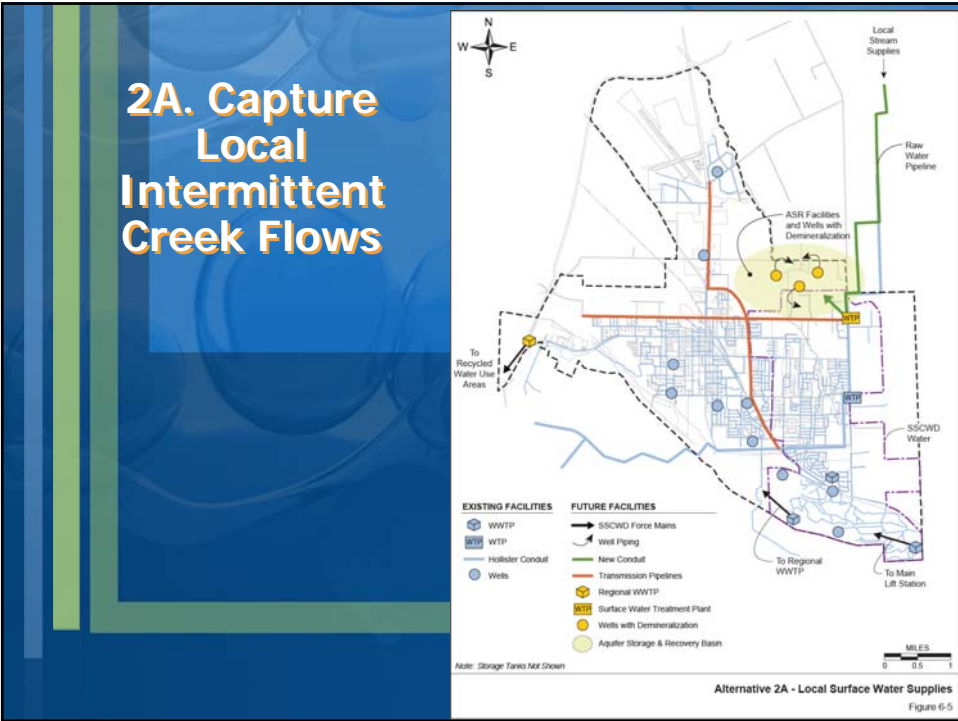 2A. Capture
Local
Intermittent
Creek Flows
N
W E
S
Local
Stream
Supplies
Raw
Water
Pipeline
ASR Facilities
and Wells with
Demineralization
WTP
To
Recycled
Water Use
Areas
WTP
SSCWD
Water
EXISTING FACILITIES
WWTP
WTP WTP
Hollister Conduit
Wells
FUTURE FACILITIES
SSCWD Force Mains
Well Piping
New Conduit
Transmission Pipelines
Regional WWTP
WTP Surface Water Treatment Plant
Wells with Demineralization
Aquifer Storage & Recovery Basin
To Regional
WWTP
To Main
Lift Station
Note: Storage Tanks Not Shown
MILES
0 0.5 1
Alternative 2A - Local Surface Water Supplies
Figure 6-5